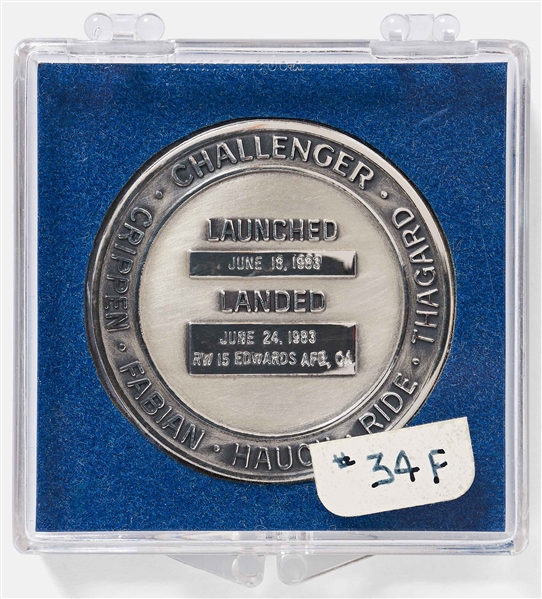 · CHALLENGER · THAGARD · RIDE · HAUCK · FABIAN · CRIPPEN
LAUNCHED
JUNE 18, 1983
LANDED
JUNE 24, 1983
RW 15 EDWARDS AFB, CA
# 34F